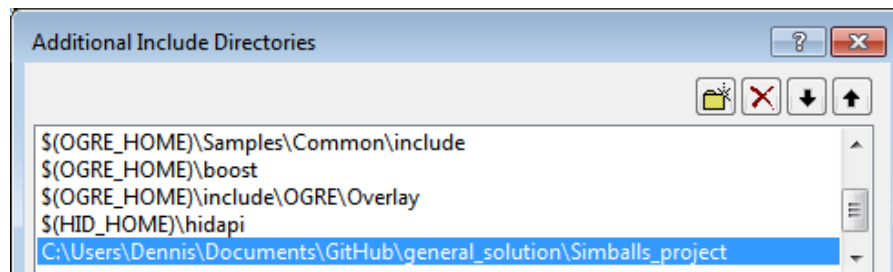 Additional Include Directories
$(OGRE_HOME)\Samples\Common\include
$(OGRE_HOME)\boost
$(OGRE_HOME)\include\OGRE\Overlay
$(HID_HOME)\hidapi
C:\Users\Dennis\Documents\GitHub\general_solution\Simballs_project